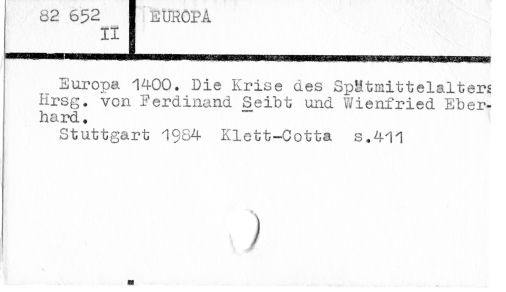 82 652
II
EUROPA
Europa 1400. Die Krise des Spätmittelalters
Hrsg. von Ferdinand Seibt und Wienfried Eber-
hard.
Stuttgart 1984 Klett-Cotta s.411